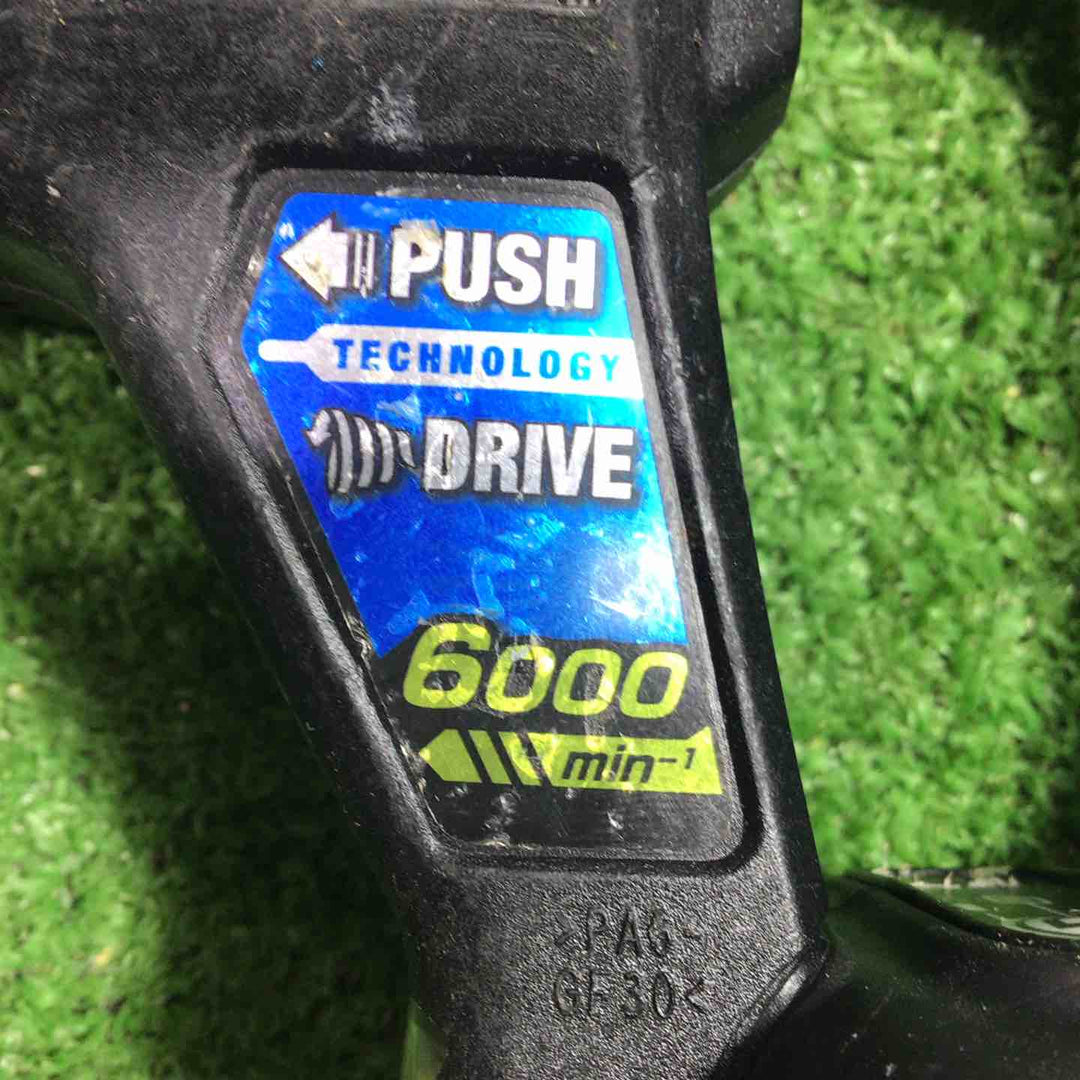 PUSH
TECHNOLOGY
DRIVE
6000
min⁻¹
>PA6-
GF30<